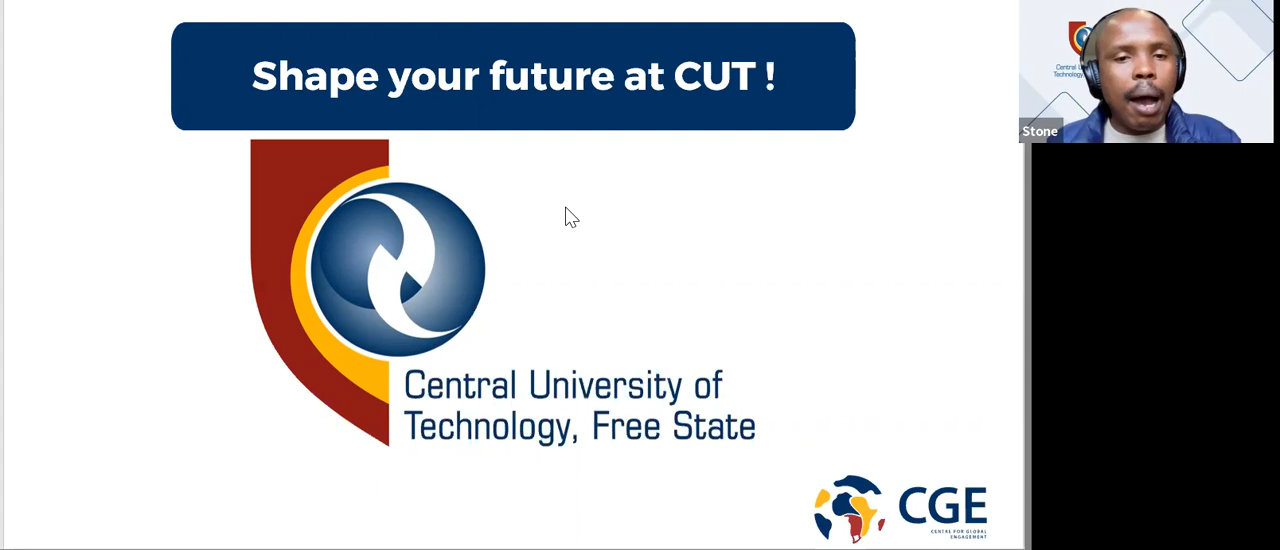 Shape your future at CUT !
Central University of
Technology, Free State
CGE
CENTRE FOR GLOBAL
ENGAGEMENT
Stone